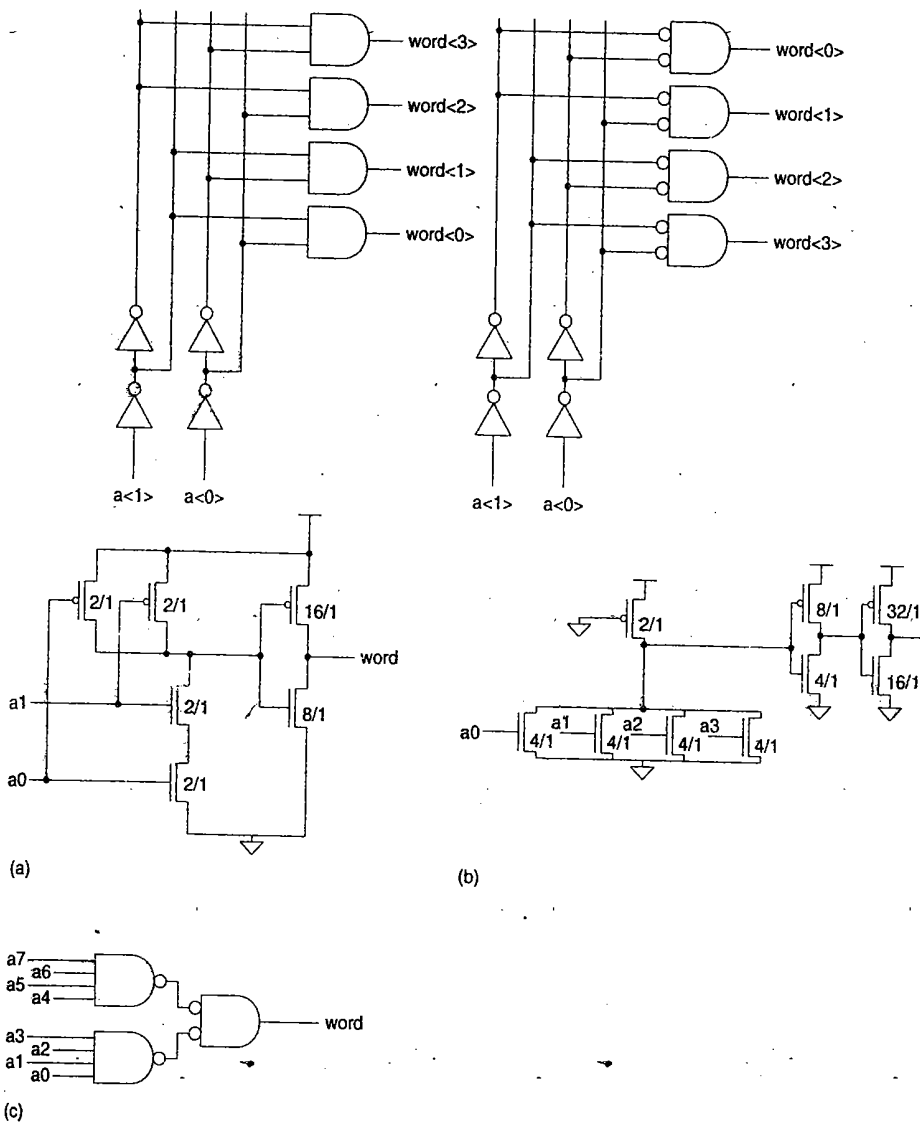 word<3>
word<2>
word<1>
word<0>
a<1>
a<0>
word<0>
word<1>
word<2>
word<3>
a<1>
a<0>
2/1
2/1
16/1
word
a1
2/1
8/1
a0
2/1
(a)
2/1
8/1
32/1
4/1
16/1
a0
4/1
a1
4/1
a2
4/1
a3
4/1
(b)
a7
a6
a5
a4
word
a3
a2
a1
a0
(c)